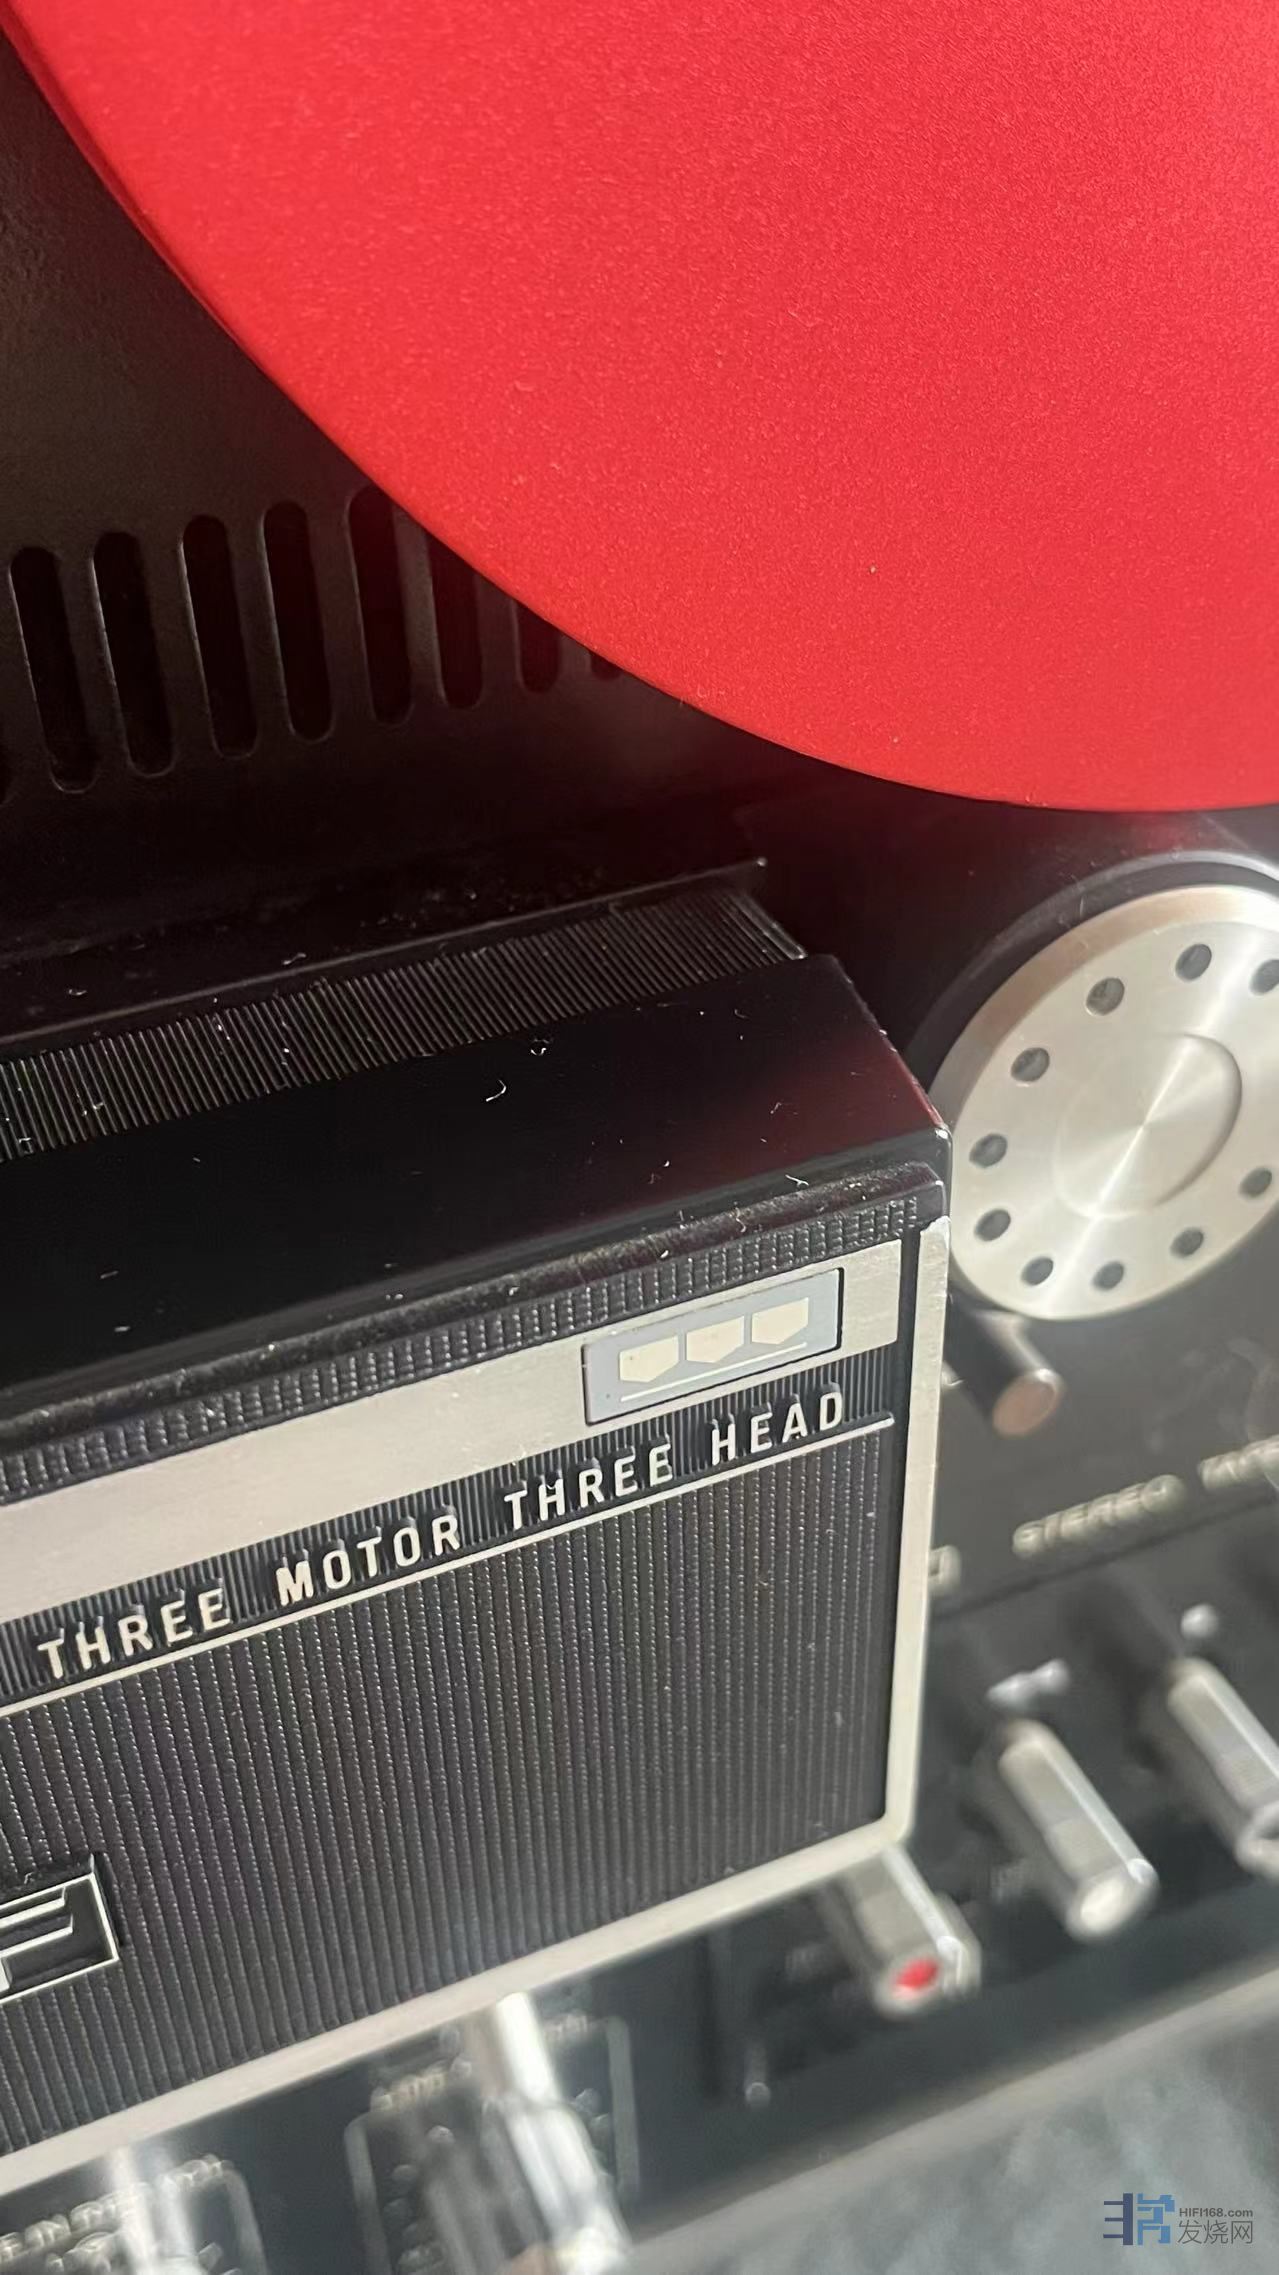 THREE MOTOR THREE HEAD
STEREO
HIFI168.com
发烧网